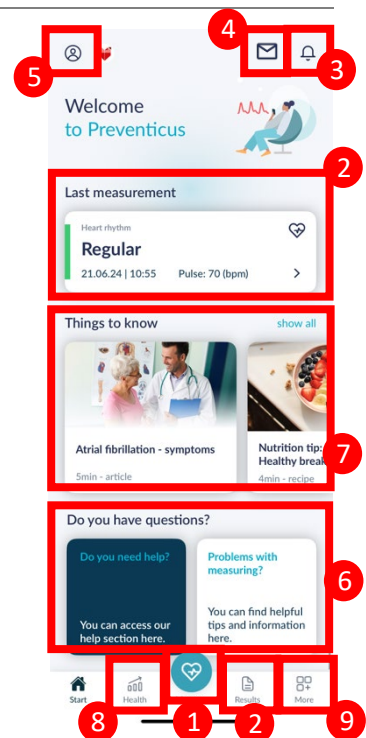 4
5
3
Welcome
to Preventicus
2
Last measurement
Heart rhythm
Regular
21.06.24 | 10:55 Pulse: 70 (bpm)
Things to know show all
Atrial fibrillation - symptoms
5min - article
Nutrition tip:
Healthy break
4min - recipe
7
Do you have questions?
Do you need help?
You can access our
help section here.
Problems with
measuring?
You can find helpful
tips and information
here.
6
Start Health Results More
8 1 2 9